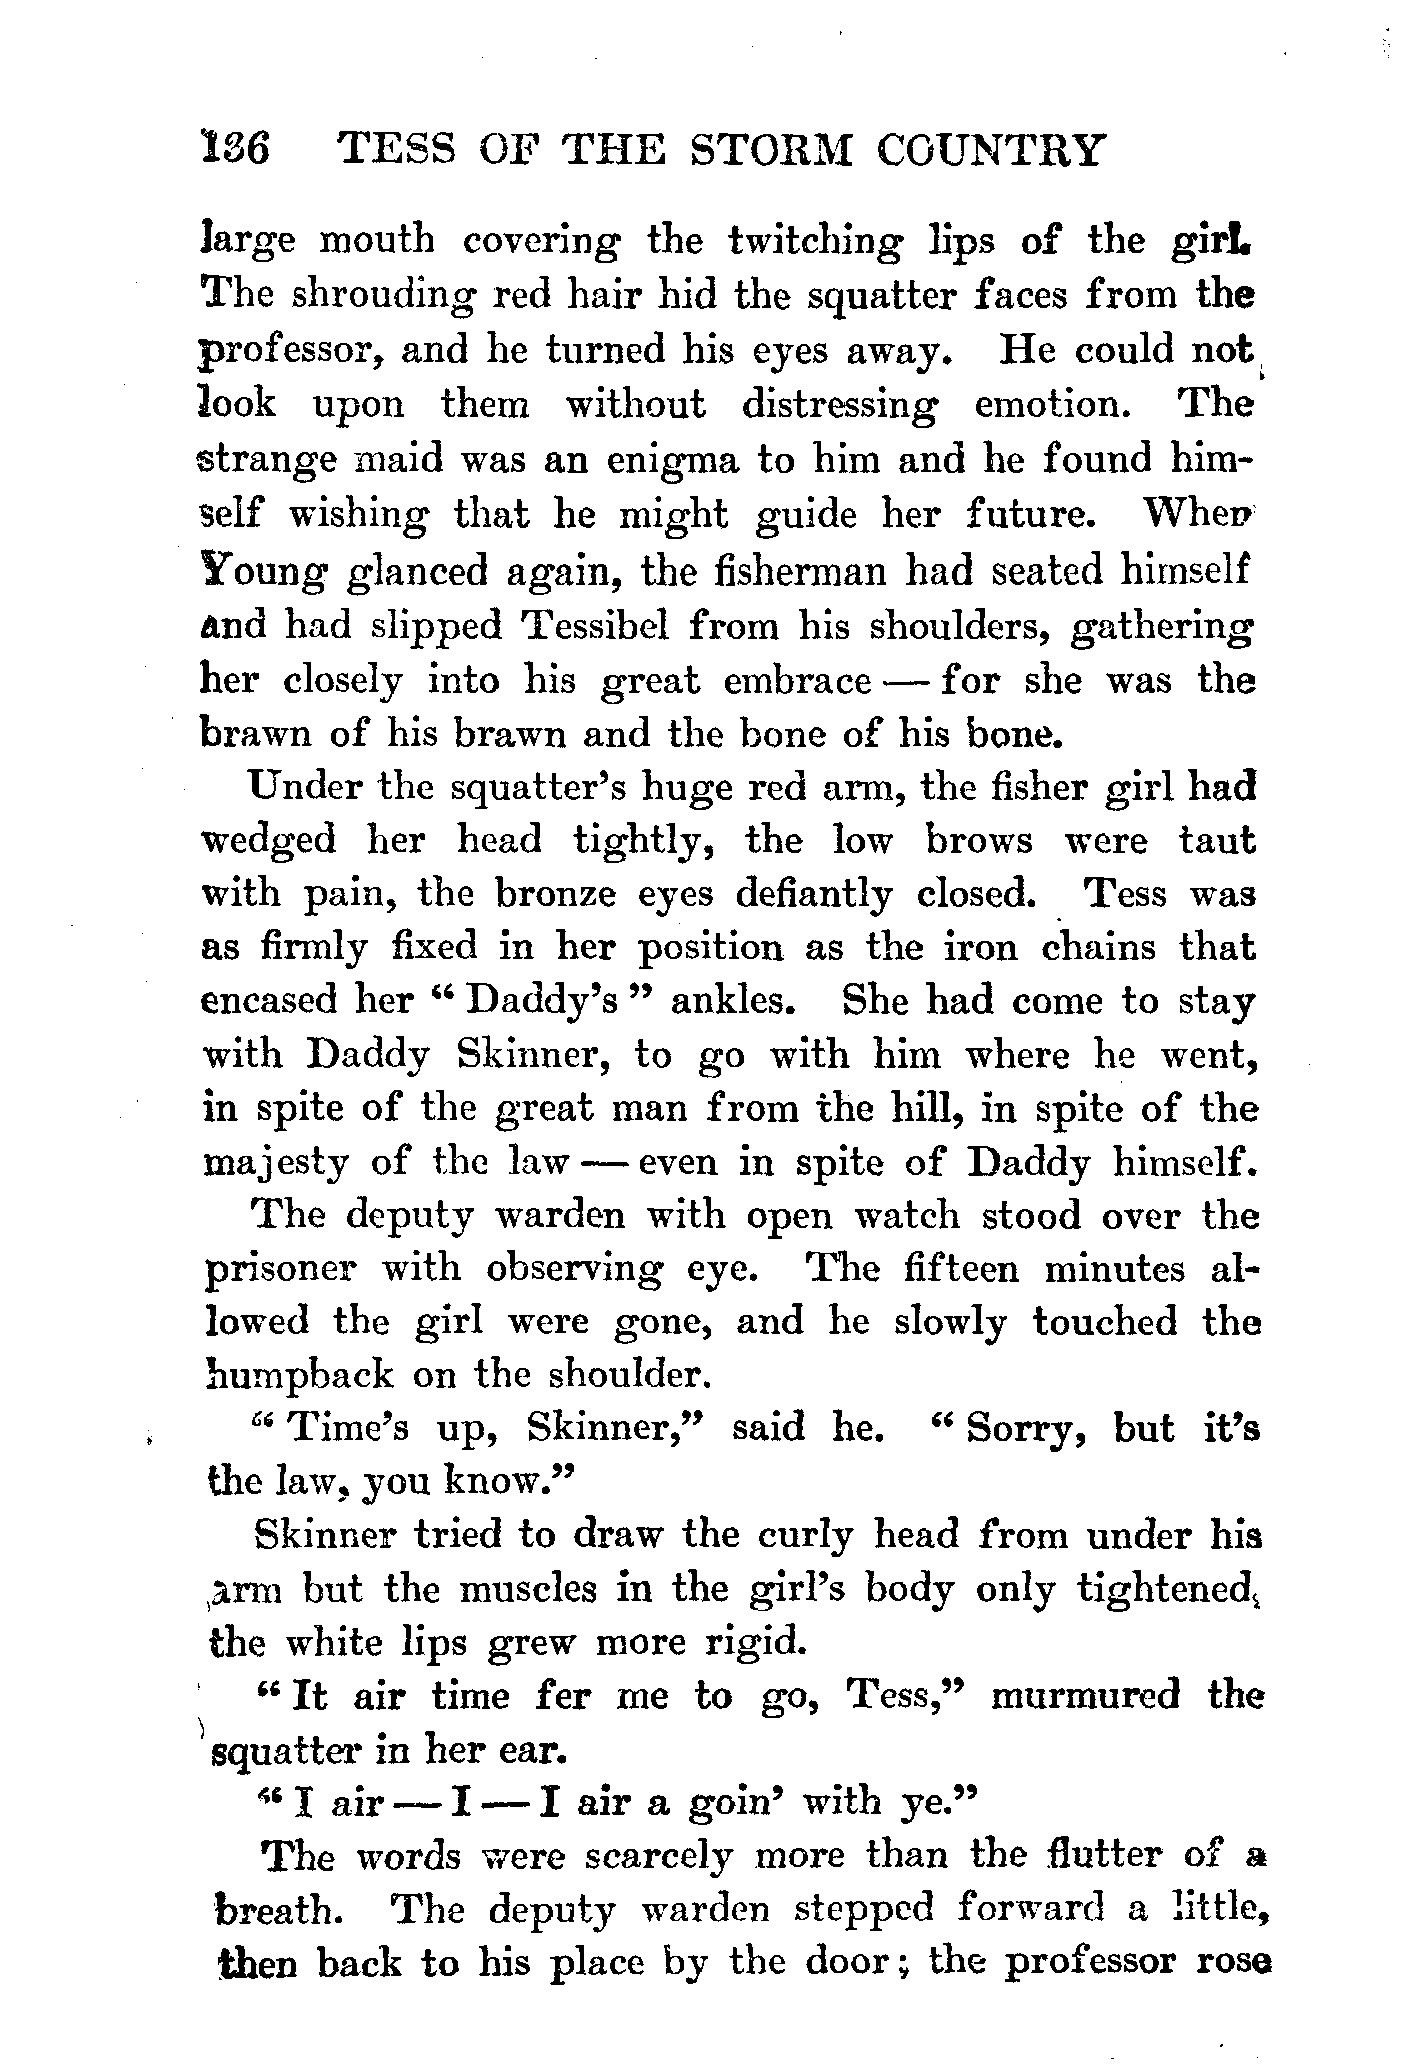 136 TESS OF THE STORM COUNTRY
large mouth covering the twitching lips of the girl.
The shrouding red hair hid the squatter faces from the
professor, and he turned his eyes away. He could not
look upon them without distressing emotion. The
strange maid was an enigma to him and he found him-
self wishing that he might guide her future. When
Young glanced again, the fisherman had seated himself
and had slipped Tessibel from his shoulders, gathering
her closely into his great embrace — for she was the
brawn of his brawn and the bone of his bone.
Under the squatter's huge red arm, the fisher girl had
wedged her head tightly, the low brows were taut
with pain, the bronze eyes defiantly closed. Tess was
as firmly fixed in her position as the iron chains that
encased her “ Daddy's ” ankles. She had come to stay
with Daddy Skinner, to go with him where he went,
in spite of the great man from the hill, in spite of the
majesty of the law — even in spite of Daddy himself.
The deputy warden with open watch stood over the
prisoner with observing eye. The fifteen minutes al-
lowed the girl were gone, and he slowly touched the
humpback on the shoulder.
“ Time's up, Skinner,” said he. “ Sorry, but it's
the law, you know.”
Skinner tried to draw the curly head from under his
arm but the muscles in the girl's body only tightened,
the white lips grew more rigid.
“ It air time fer me to go, Tess,” murmured the
squatter in her ear.
“ I air — I — I air a goin' with ye.”
The words were scarcely more than the flutter of a
breath. The deputy warden stepped forward a little,
then back to his place by the door; the professor rose